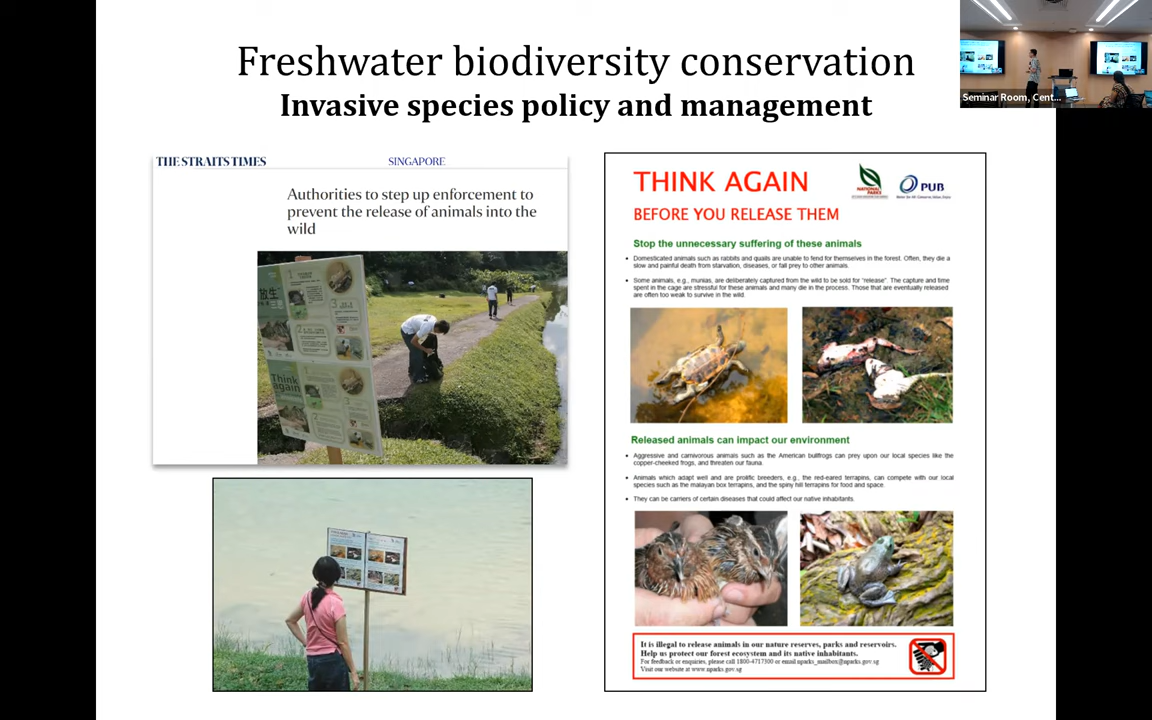 Freshwater biodiversity conservation
Invasive species policy and management
Seminar Room, Cent...
THE STRAITS TIMES
SINGAPORE
Authorities to step up enforcement to
prevent the release of animals into the
wild
放生
Think
again
THINK AGAIN
BEFORE YOU RELEASE THEM
NATIONAL
PARKS
PUB
Stop the unnecessary suffering of these animals
• Domesticated animals such as rabbits and quails are unable to fend for themselves in the forest. Often, they die a
slow and painful death from starvation, diseases, or fall prey to other animals.
• Some animals, e.g., munias, are deliberately captured from the wild to be sold for "release". The capture and time
spent in the cage are stressful for these animals and many die in the process. Those that are eventually released
are often too weak to survive in the wild.
Released animals can impact our environment
• Aggressive and carnivorous animals such as the American bullfrogs can prey upon our local species like the
copper-cheeked frogs, and threaten our fauna.
• Animals which adapt well and are prolific breeders, e.g., the red-eared terrapins, can compete with our local
species such as the malayan box terrapins, and the spiny hill terrapins for food and space.
• They can be carriers of certain diseases that could affect our native inhabitants.
It is illegal to release animals in our nature reserves, parks and reservoirs.
Help us protect our forest ecosystem and its native inhabitants.
For feedback or enquiries, please call 1800-4717300 or email nparks_mailbox@nparks.gov.sg
Visit our website at www.nparks.gov.sg